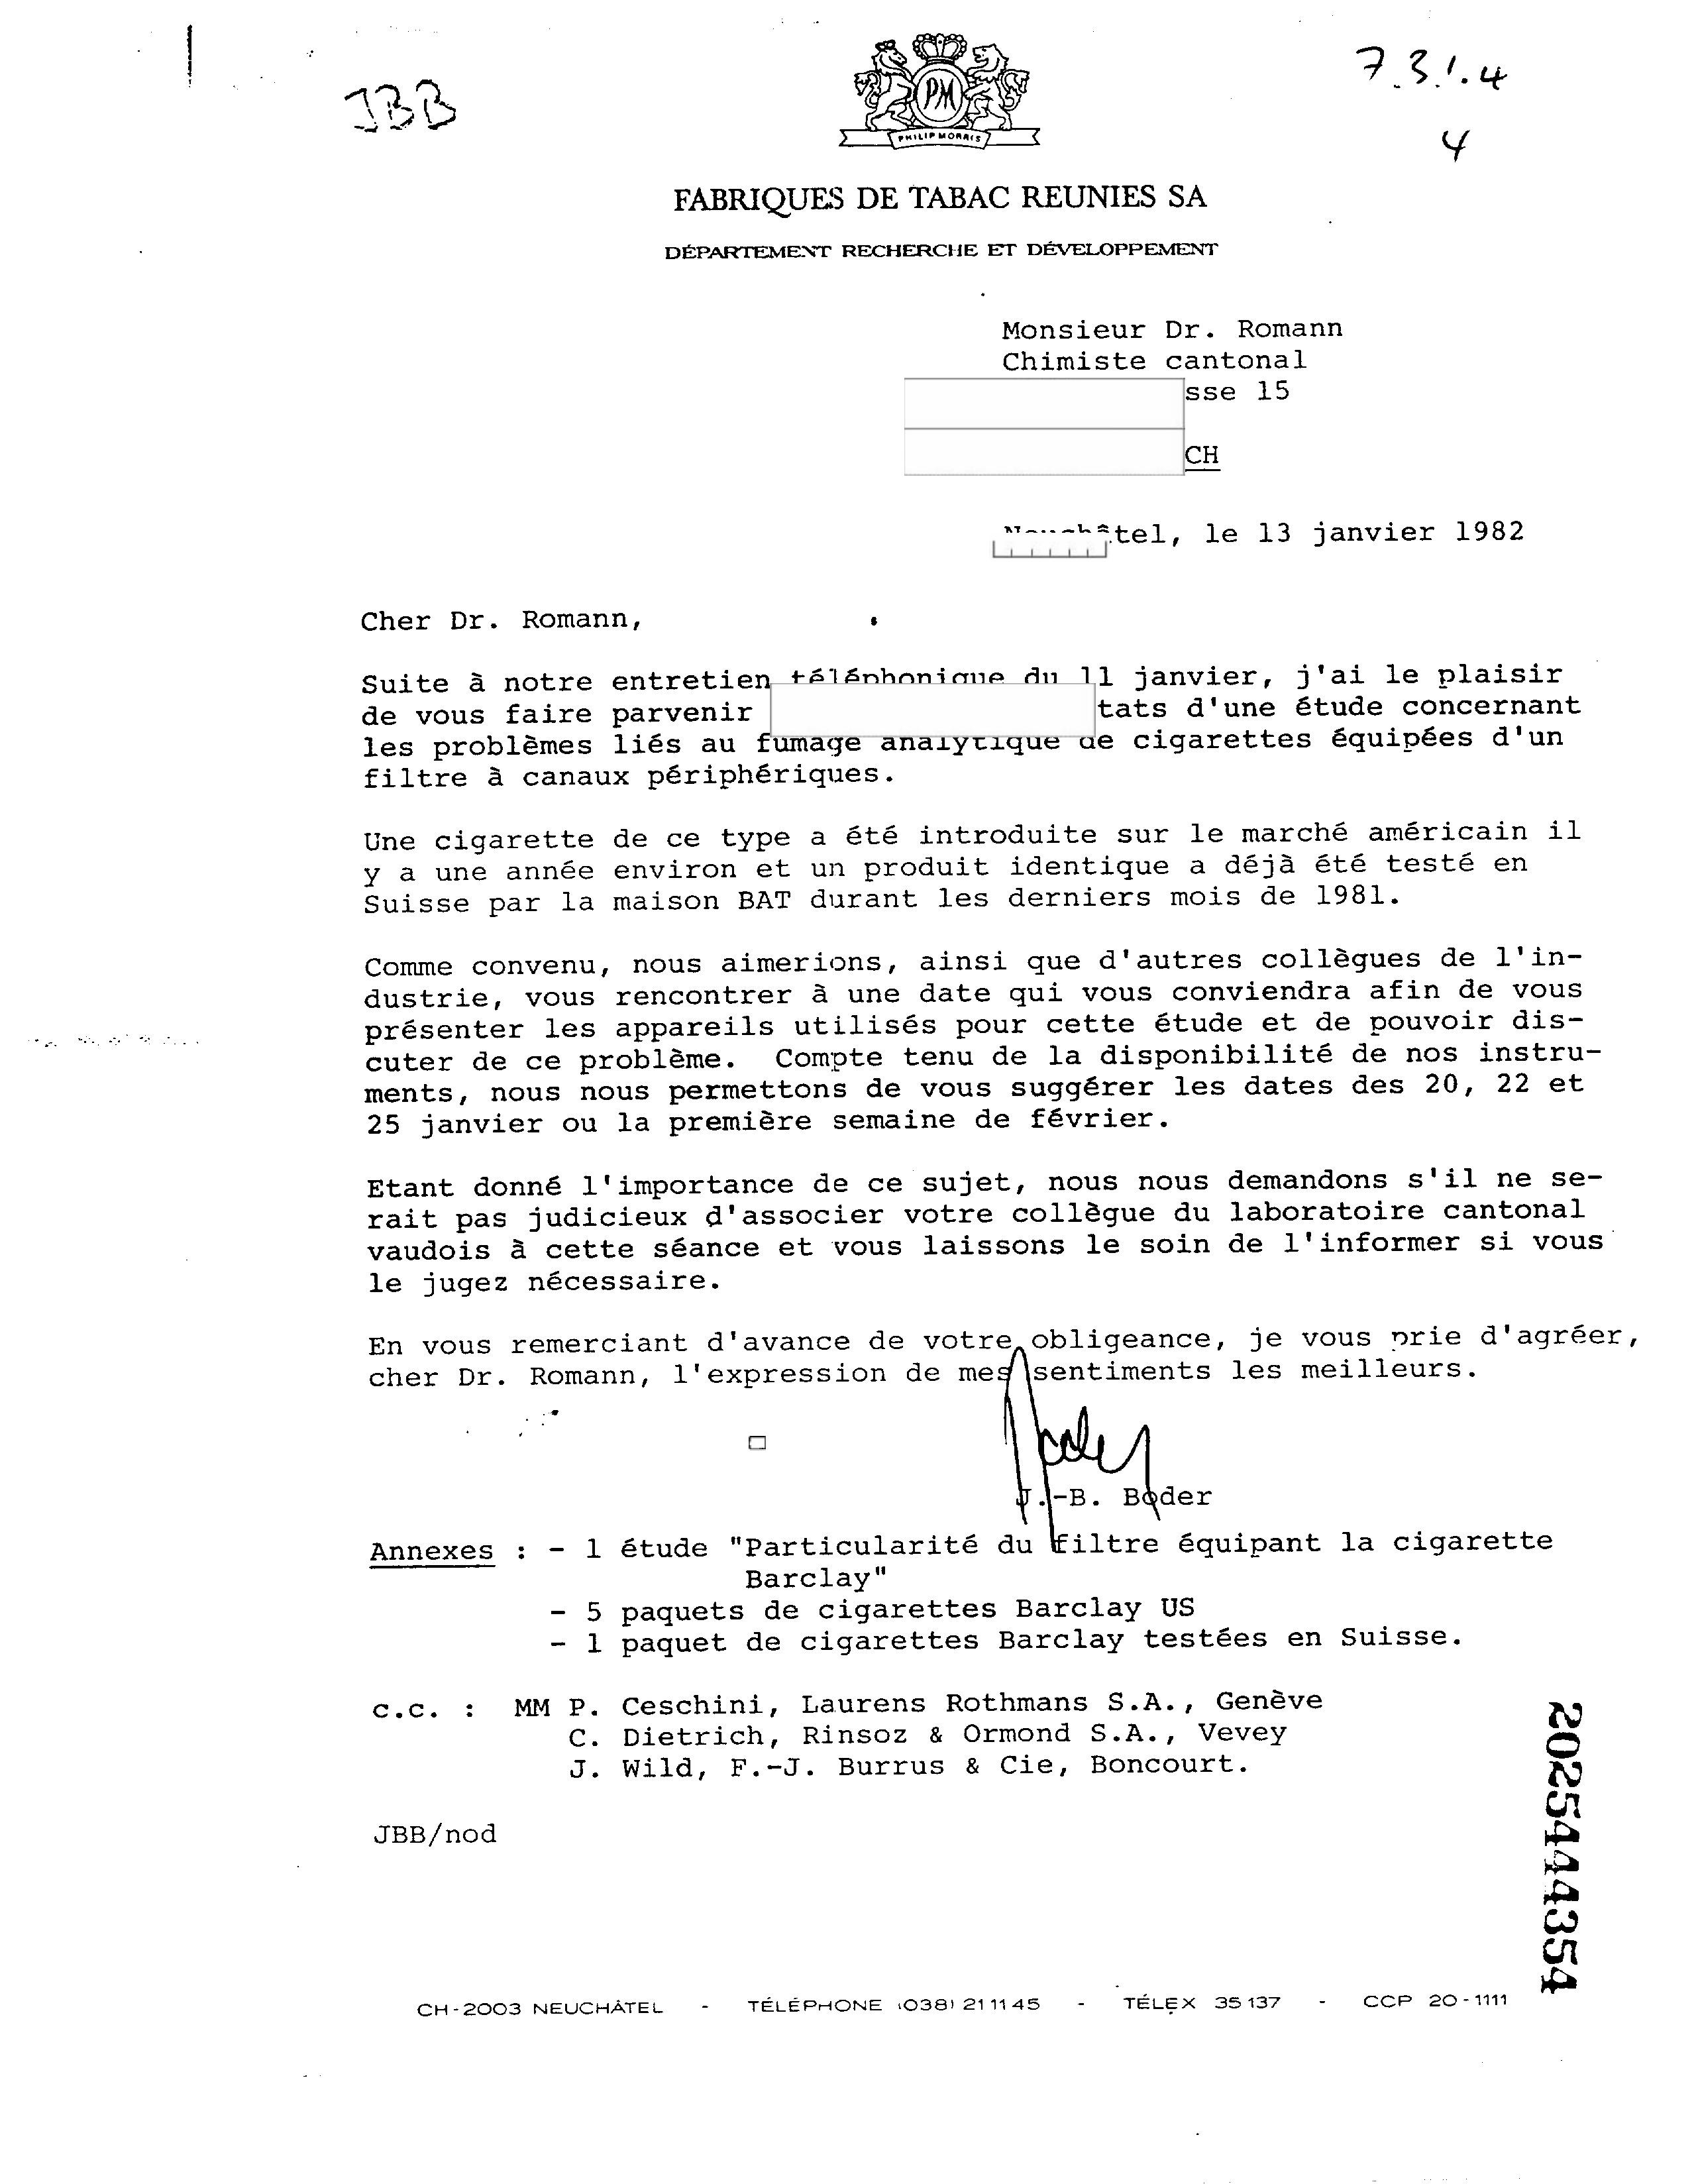 JBB
7.3.1.4
4
PM
PHILIP MORRIS
FABRIQUES DE TABAC REUNIES SA
DÉPARTEMENT RECHERCHE ET DÉVELOPPEMENT
Monsieur Dr. Romann
Chimiste cantonal
sse 15
CH
tel, le 13 janvier 1982
Cher Dr. Romann,
Suite à notre entretien téléphonique du 11 janvier, j'ai le plaisir
de vous faire parvenir tats d'une étude concernant
les problèmes liés au fumage analytique de cigarettes équipées d'un
filtre à canaux périphériques.
Une cigarette de ce type a été introduite sur le marché américain il
y a une année environ et un produit identique a déjà été testé en
Suisse par la maison BAT durant les derniers mois de 1981.
Comme convenu, nous aimerions, ainsi que d'autres collègues de l'in-
dustrie, vous rencontrer à une date qui vous conviendra afin de vous
présenter les appareils utilisés pour cette étude et de pouvoir dis-
cuter de ce problème. Compte tenu de la disponibilité de nos instru-
ments, nous nous permettons de vous suggérer les dates des 20, 22 et
25 janvier ou la première semaine de février.
Etant donné l'importance de ce sujet, nous nous demandons s'il ne se-
rait pas judicieux d'associer votre collègue du laboratoire cantonal
vaudois à cette séance et vous laissons le soin de l'informer si vous
le jugez nécessaire.
En vous remerciant d'avance de votre obligeance, je vous prie d'agréer,
cher Dr. Romann, l'expression de mes sentiments les meilleurs.
J.-B. Boder
Annexes : - 1 étude "Particularité du filtre équipant la cigarette
Barclay"
- 5 paquets de cigarettes Barclay US
- 1 paquet de cigarettes Barclay testées en Suisse.
c.c. : MM P. Ceschini, Laurens Rothmans S.A., Genève
C. Dietrich, Rinsoz & Ormond S.A., Vevey
J. Wild, F.-J. Burrus & Cie, Boncourt.
JBB/nod
2025444354
CH-2003 NEUCHÂTEL - TÉLÉPHONE (038) 21 11 45 - TÉLEX 35 137 - CCP 20-1111